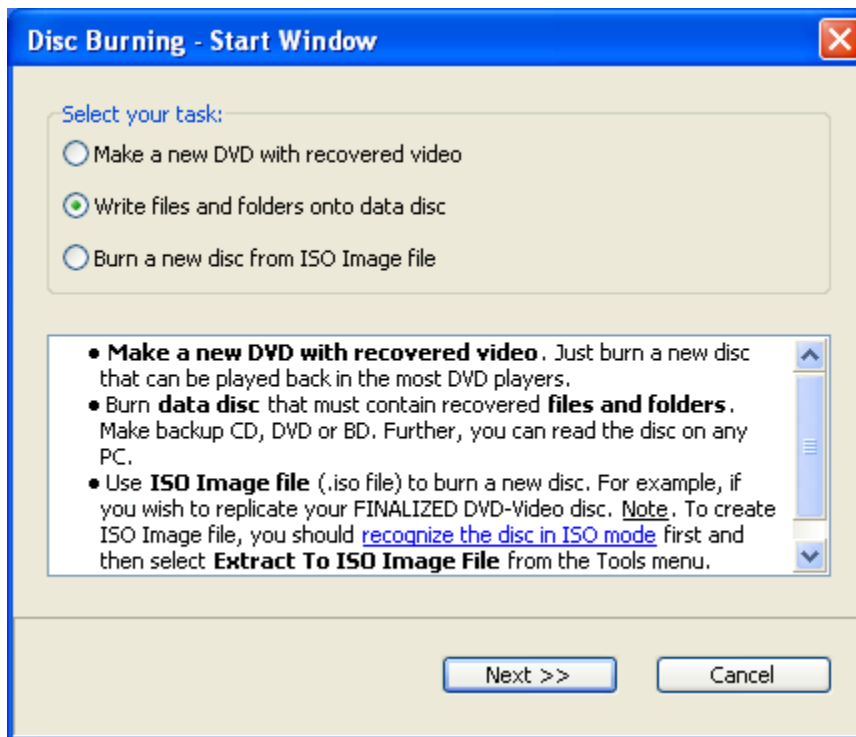 Disc Burning - Start Window
Select your task:
Make a new DVD with recovered video
Write files and folders onto data disc
Burn a new disc from ISO Image file
● Make a new DVD with recovered video. Just burn a new disc
that can be played back in the most DVD players.
● Burn data disc that must contain recovered files and folders.
Make backup CD, DVD or BD. Further, you can read the disc on any
PC.
● Use ISO Image file (.iso file) to burn a new disc. For example, if
you wish to replicate your FINALIZED DVD-Video disc. Note. To create
ISO Image file, you should recognize the disc in ISO mode first and
then select Extract To ISO Image File from the Tools menu.
Next >>
Cancel